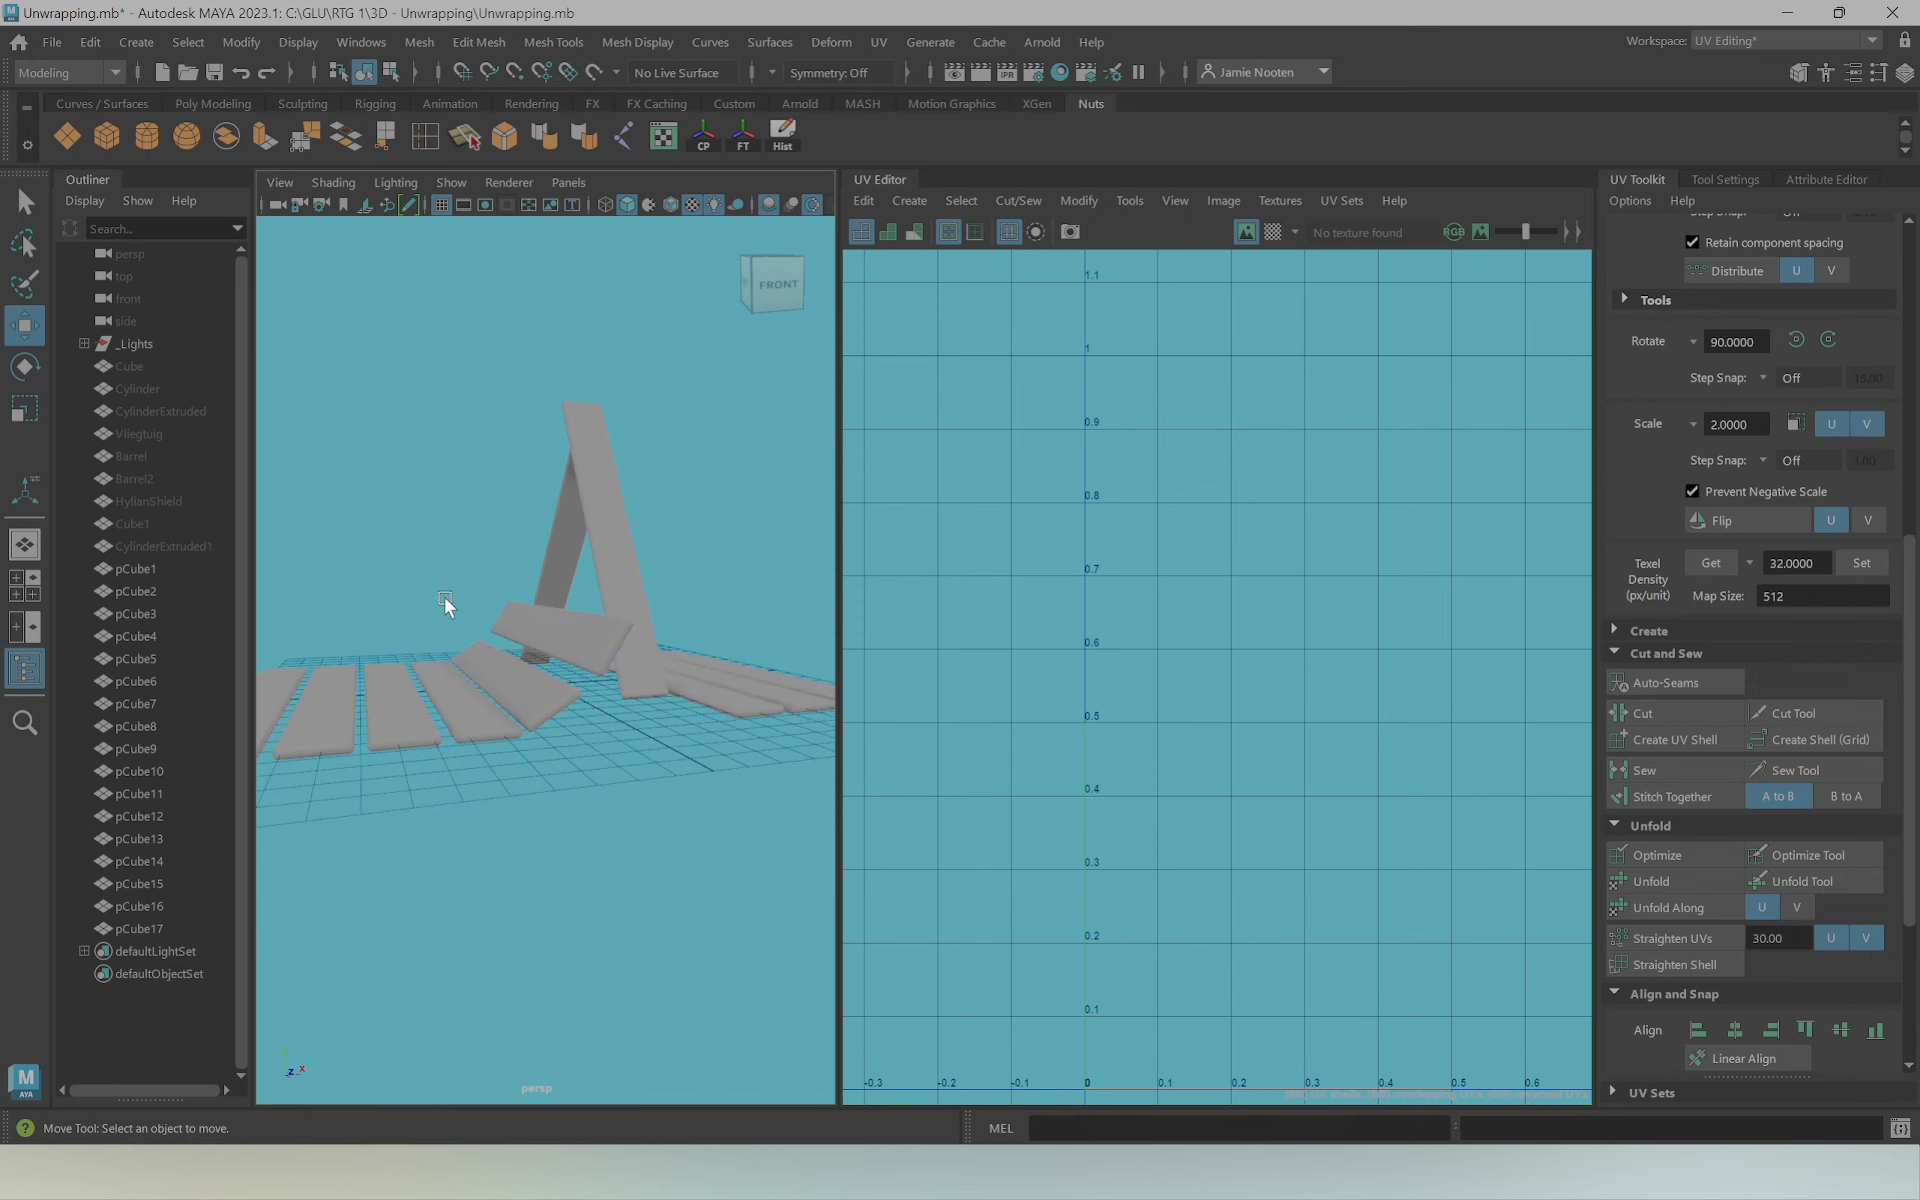 Unwrapping.mb* - Autodesk MAYA 2023.1: C:\GLU\RTG 1\3D - Unwrapping\Unwrapping.mb
File Edit Create Select Modify Display Windows Mesh Edit Mesh Mesh Tools Mesh Display Curves Surfaces Deform UV Generate Cache Arnold Help
Workspace: UV Editing*
Modeling
No Live Surface
Symmetry: Off
IPR
Jamie Nooten
Curves / Surfaces Poly Modeling Sculpting Rigging Animation Rendering FX FX Caching Custom Arnold MASH Motion Graphics XGen Nuts
CP FT Hist
Outliner
Display Show Help
Search...
persp
top
front
side
_Lights
Cube
Cylinder
CylinderExtruded
Vliegtuig
Barrel
Barrel2
HylianShield
Cube1
CylinderExtruded1
pCube1
pCube2
pCube3
pCube4
pCube5
pCube6
pCube7
pCube8
pCube9
pCube10
pCube11
pCube12
pCube13
pCube14
pCube15
pCube16
pCube17
defaultLightSet
defaultObjectSet
View Shading Lighting Show Renderer Panels
FRONT
z x
persp
UV Editor
Edit Create Select Cut/Sew Modify Tools View Image Textures UV Sets Help
No texture found
RGB
1.1
1
0.9
0.8
0.7
0.6
0.5
0.4
0.3
0.2
0.1
-0.3 -0.2 -0.1 0 0.1 0.2 0.3 0.4 0.5 0.6
UV Toolkit Tool Settings Attribute Editor
Options Help
Retain component spacing
Distribute U V
Tools
Rotate 90.0000
Step Snap: Off 15.00
Scale 2.0000 U V
Step Snap: Off 1.00
Prevent Negative Scale
Flip U V
Texel Density (px/unit) Get 32.0000 Set
Map Size: 512
Create
Cut and Sew
Auto-Seams
Cut Cut Tool
Create UV Shell Create Shell (Grid)
Sew Sew Tool
Stitch Together A to B B to A
Unfold
Optimize Optimize Tool
Unfold Unfold Tool
Unfold Along U V
Straighten UVs 30.00 U V
Straighten Shell
Align and Snap
Align
Linear Align
UV Sets
M
AYA
Move Tool: Select an object to move.
MEL